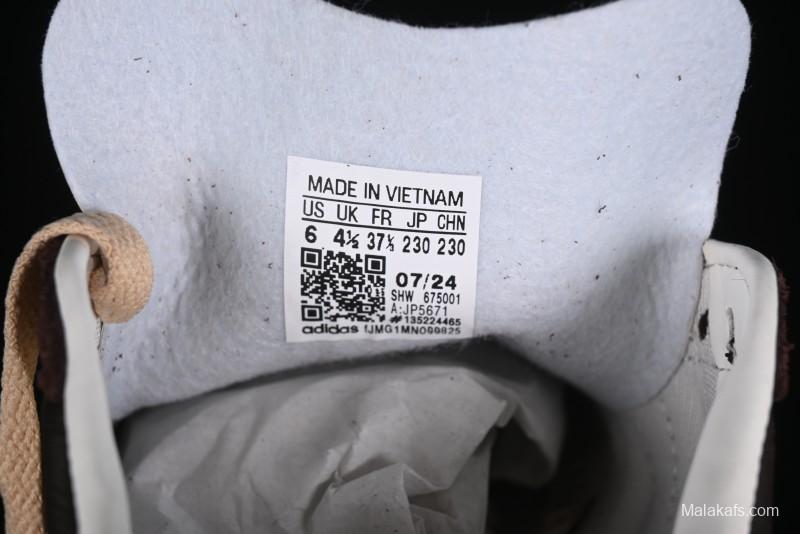 MADE IN VIETNAM
US UK FR JP CHN
6 4½ 37⅓ 230 230
07/24
SHW 675001
A:JP5671
#135224465
adidas IJMG1MN099825
Malakafs.com